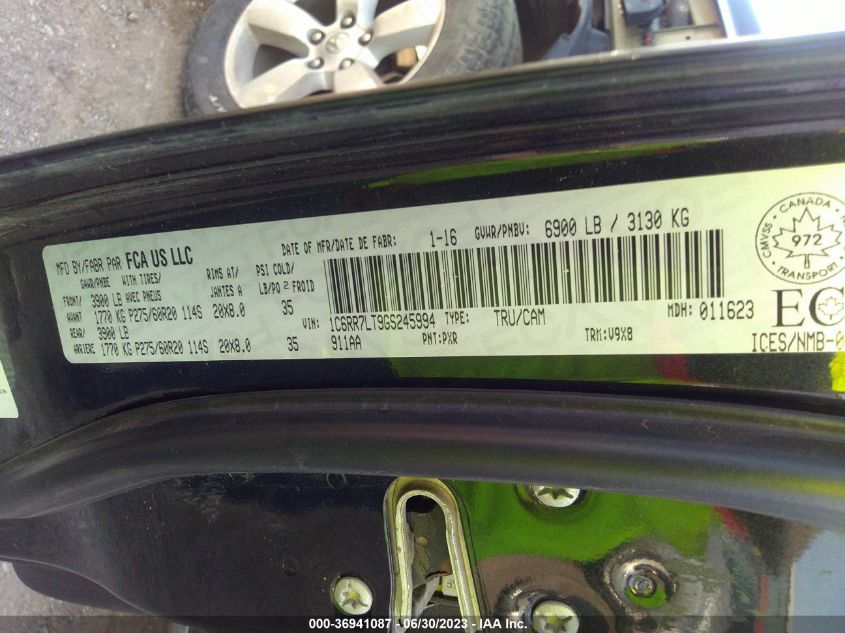 MFD BY/FABR PAR FCA US LLC DATE OF MFR/DATE DE FABR: 1-16 GVWR/PNBV: 6900 LB / 3130 KG
GAWR/PNBE WITH TIRES/ RIMS AT/ PSI COLD/
FRONT/ 3900 LB AVEC PNEUS JANTES A LB/PO 2 FROID
AVANT 1770 KG P275/60R20 114S 20X8.0 35
REAR/ 3900 LB
ARRIERE 1770 KG P275/60R20 114S 20X8.0 35
VIN: 1C6RR7LT9GS245994 TYPE: TRU/CAM MDH: 011623
911AA PNT:PXR TRM:V9X8
CANADA
CMVSS
972
TRANSPORT
EC
ICES/NMB-0
000-36941087 - 06/30/2023 - IAA Inc.